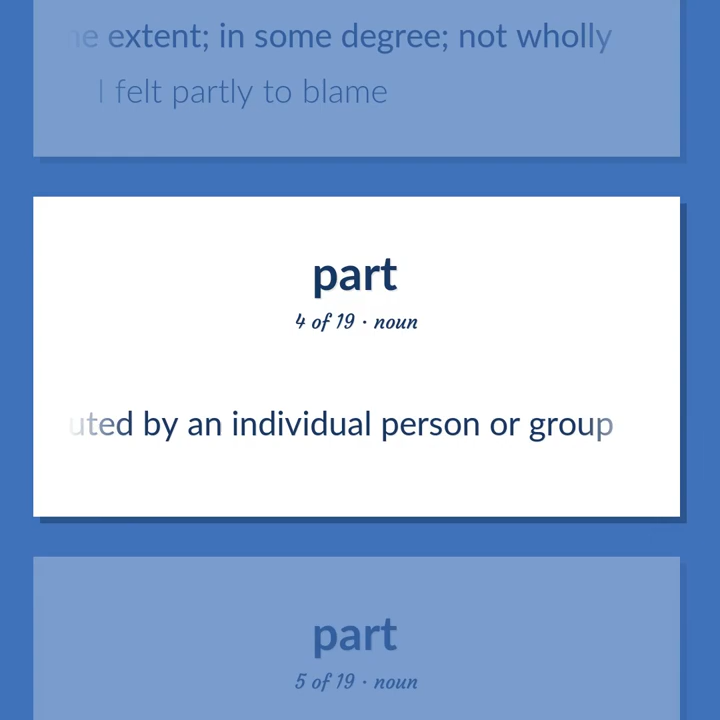 extent; in some degree; not wholly
I felt partly to blame
part
4 of 19 · noun
by an individual person or group
part
5 of 19 · noun